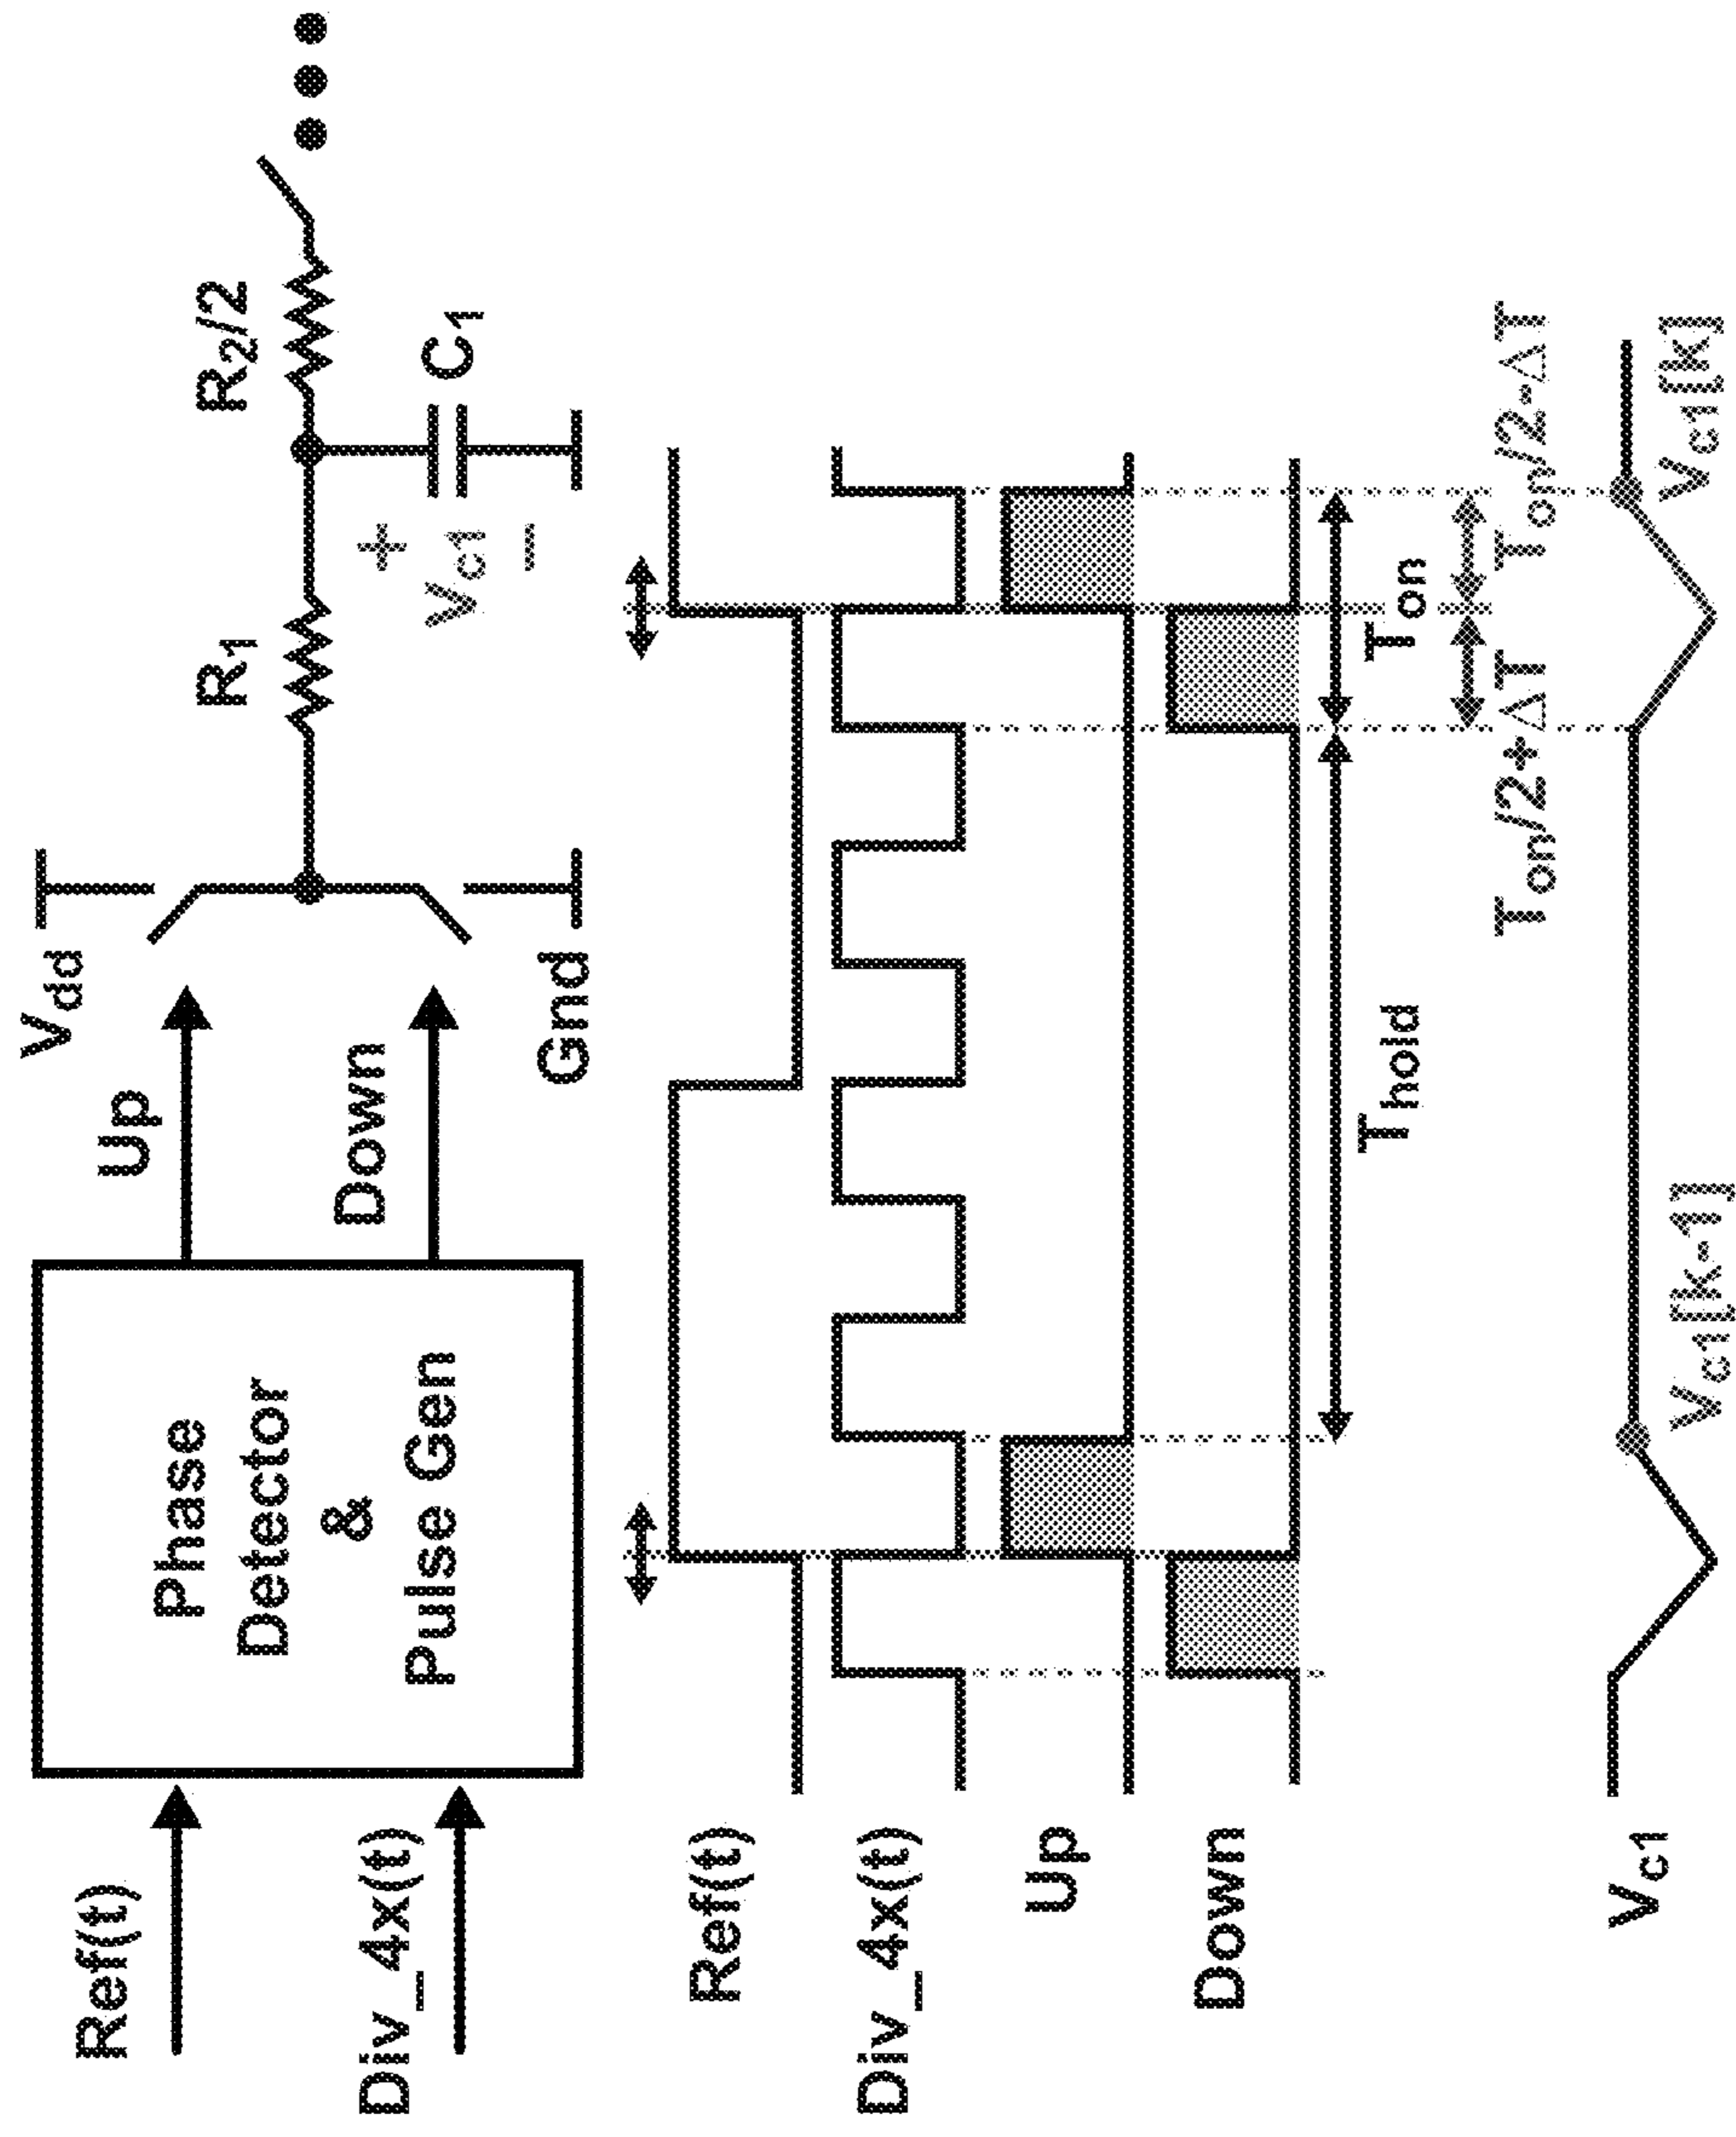 Ref(t)
Div_4x(t)
Phase
Detector
&
Pulse Gen
Up
Down
Vdd
Gnd
R1
R2/2
+
Vc1
–
C1
Ref(t)
Div_4x(t)
Up
Down
Thold
Ton
Ton/2+ΔT
Ton/2-ΔT
Vc1
Vc1[k-1]
Vc1[k]